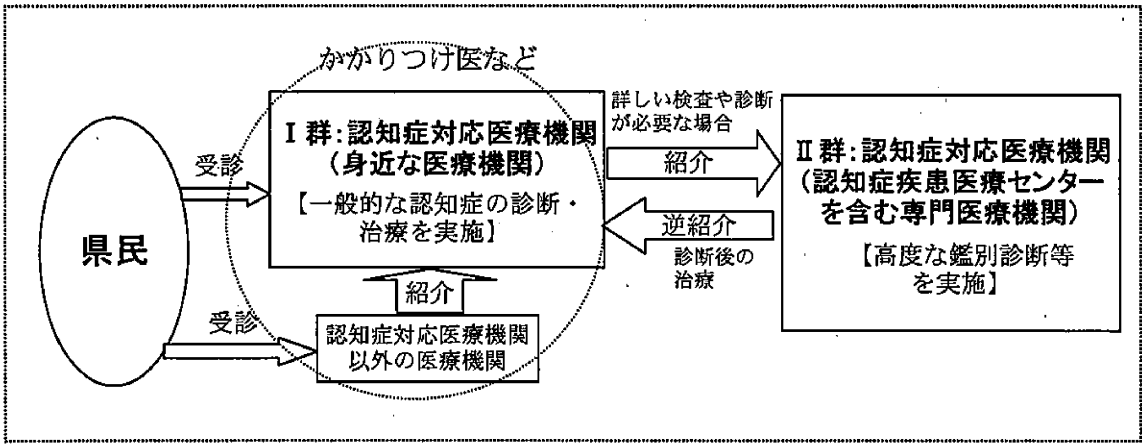 かかりつけ医など
県民
受診
受診
Ⅰ群:認知症対応医療機関
(身近な医療機関)
【一般的な認知症の診断・
治療を実施】
紹介
認知症対応医療機関
以外の医療機関
詳しい検査や診断
が必要な場合
紹介
逆紹介
診断後の
治療
Ⅱ群:認知症対応医療機関
(認知症疾患医療センター
を含む専門医療機関)
【高度な鑑別診断等
を実施】